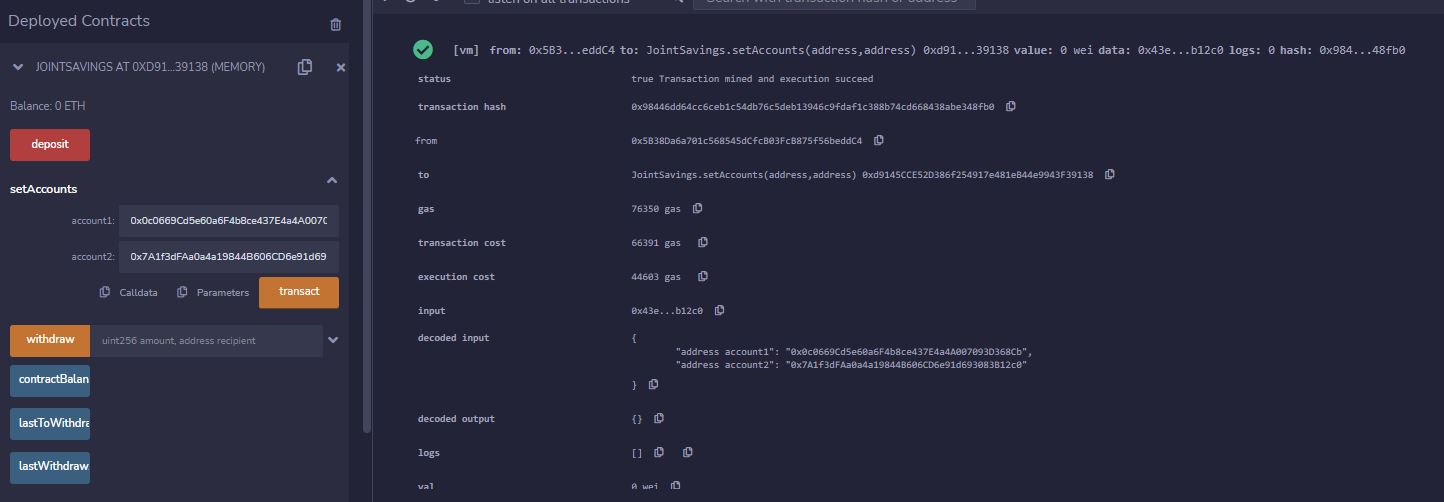 Deployed Contracts
JOINTSAVINGS AT 0XD91...39138 (MEMORY)
Balance: 0 ETH
deposit
setAccounts
account1: 0x0c0669Cd5e60a6F4b8ce437E4a4A007C
account2: 0x7A1f3dFAa0a4a19844B606CD6e91d69
Calldata Parameters transact
withdraw uint256 amount, address recipient
contractBalan
lastToWithdra
lastWithdraw
listen on all transactions
Search with transaction hash or address
[vm] from: 0x5B3...eddC4 to: JointSavings.setAccounts(address,address) 0xd91...39138 value: 0 wei data: 0x43e...b12c0 logs: 0 hash: 0x984...48fb0
status true Transaction mined and execution succeed
transaction hash 0x98446dd64cc6ceb1c54db76c5deb13946c9fdaf1c388b74cd668438abe348fb0
from 0x5B38Da6a701c568545dCfcB03FcB875f56beddC4
to JointSavings.setAccounts(address,address) 0xd9145CCE52D386f254917e481eB44e9943F39138
gas 76350 gas
transaction cost 66391 gas
execution cost 44603 gas
input 0x43e...b12c0
decoded input {
"address account1": "0x0c0669Cd5e60a6F4b8ce437E4a4A007093D368Cb",
"address account2": "0x7A1f3dFAa0a4a19844B606CD6e91d693083B12c0"
}
decoded output {}
logs []
val 0 wei